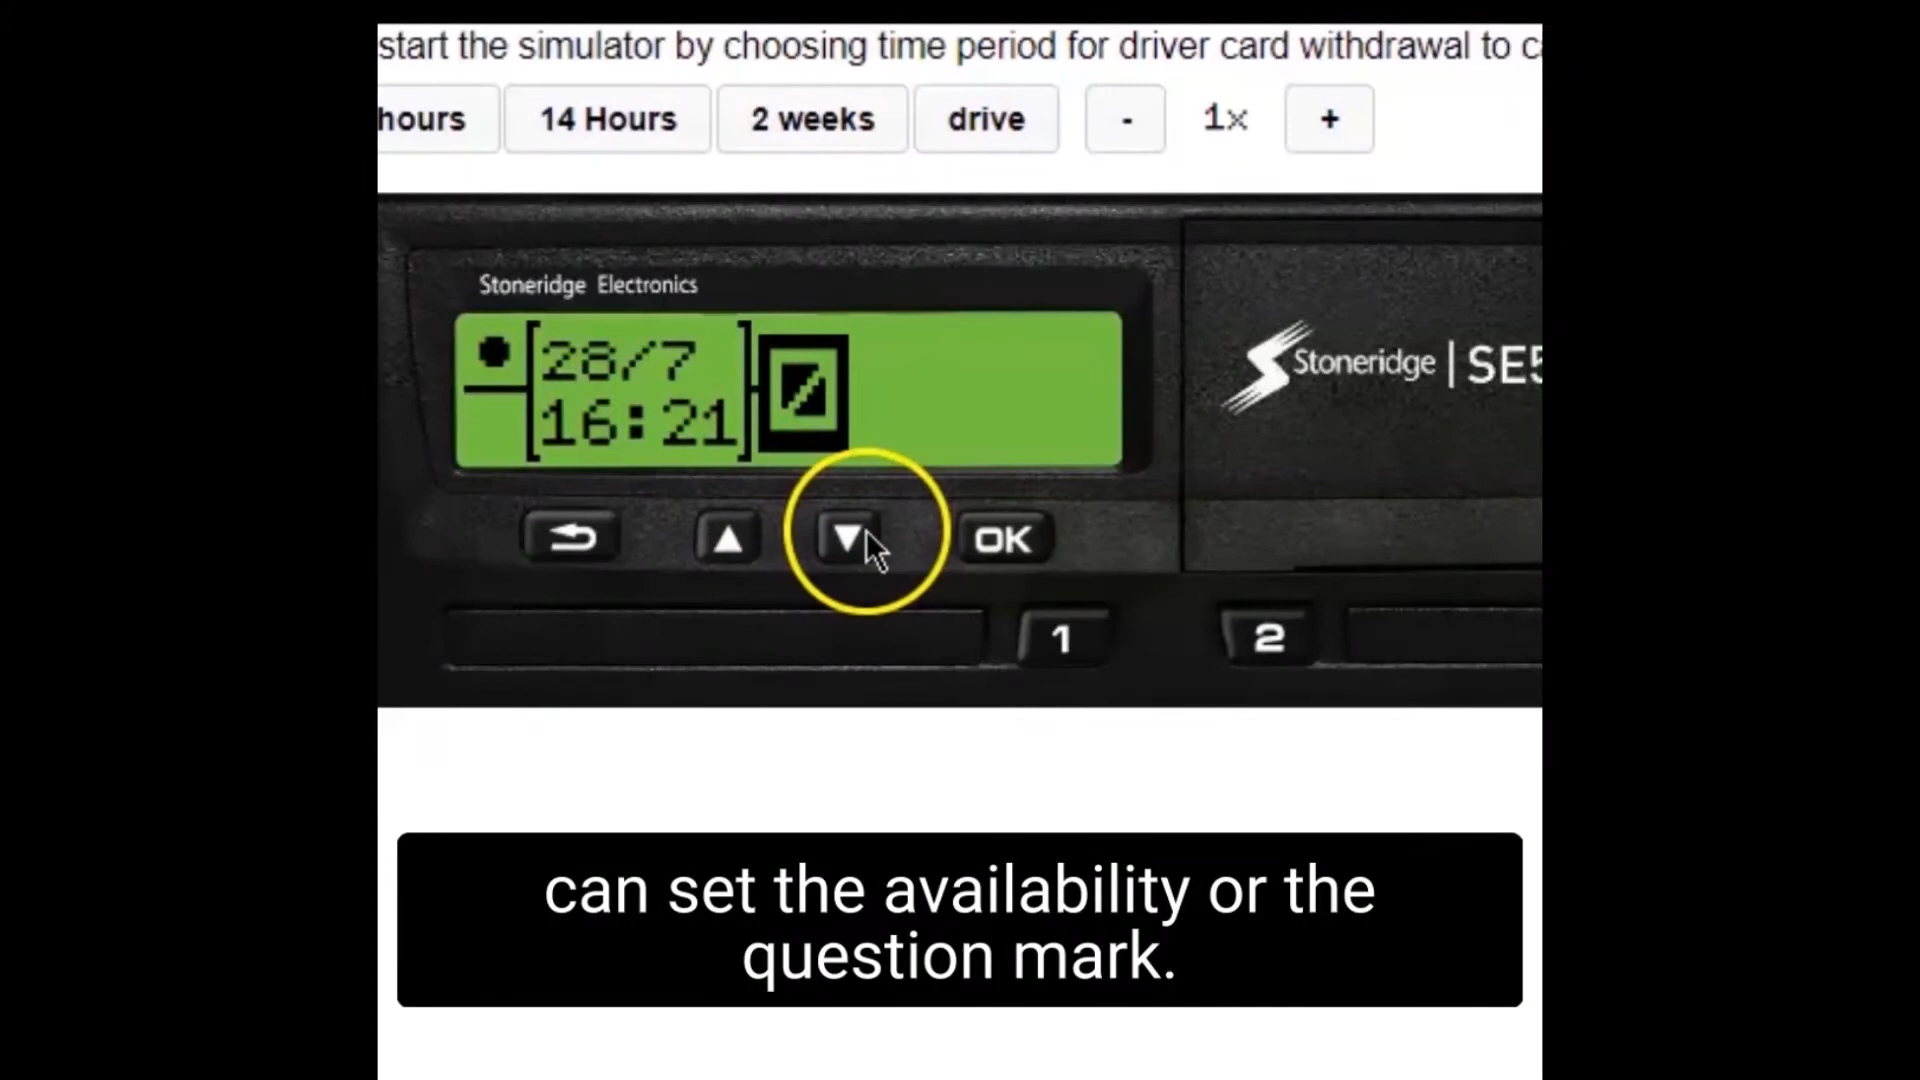 start the simulator by choosing time period for driver card withdrawal to c
hours 14 Hours 2 weeks drive - 1x +
Stoneridge Electronics
28/7
16:21
Stoneridge | SE5
OK
1 2
can set the availability or the
question mark.